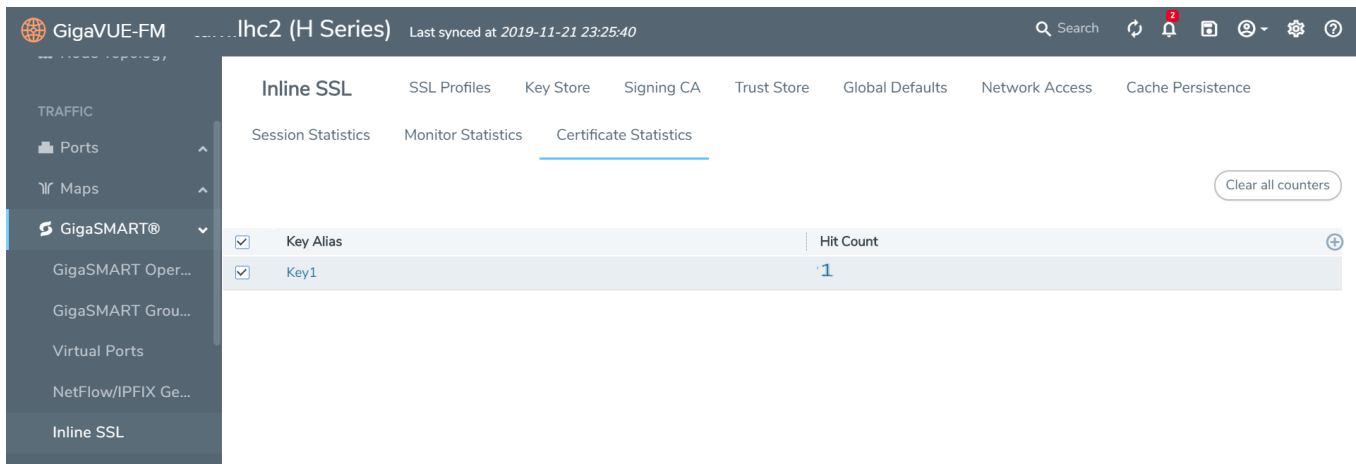 GigaVUE-FM
lhc2 (H Series) Last synced at 2019-11-21 23:25:40
Search
2
TRAFFIC
Ports
Maps
GigaSMART®
GigaSMART Oper...
GigaSMART Grou...
Virtual Ports
NetFlow/IPFIX Ge...
Inline SSL
Inline SSL SSL Profiles Key Store Signing CA Trust Store Global Defaults Network Access Cache Persistence
Session Statistics Monitor Statistics Certificate Statistics
Clear all counters
Key Alias Hit Count
Key1 1